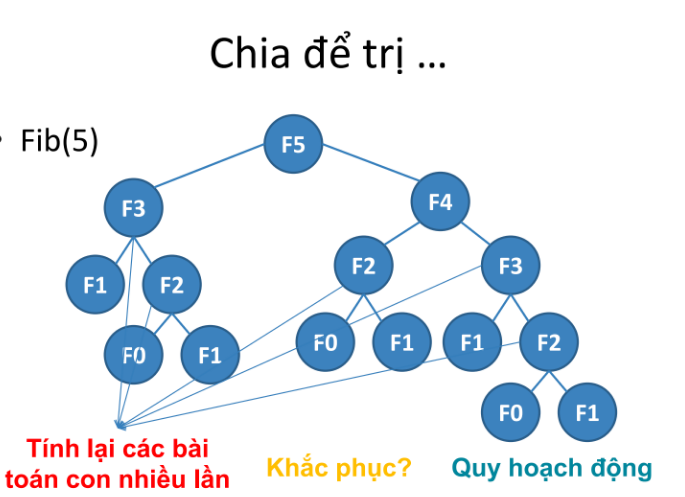 Chia để trị ...
Fib(5)
F5
F3
F4
F1
F2
F2
F3
F0
F1
F0
F1
F1
F2
F0
F1
Tính lại các bài
toán con nhiều lần
Khắc phục?
Quy hoạch động